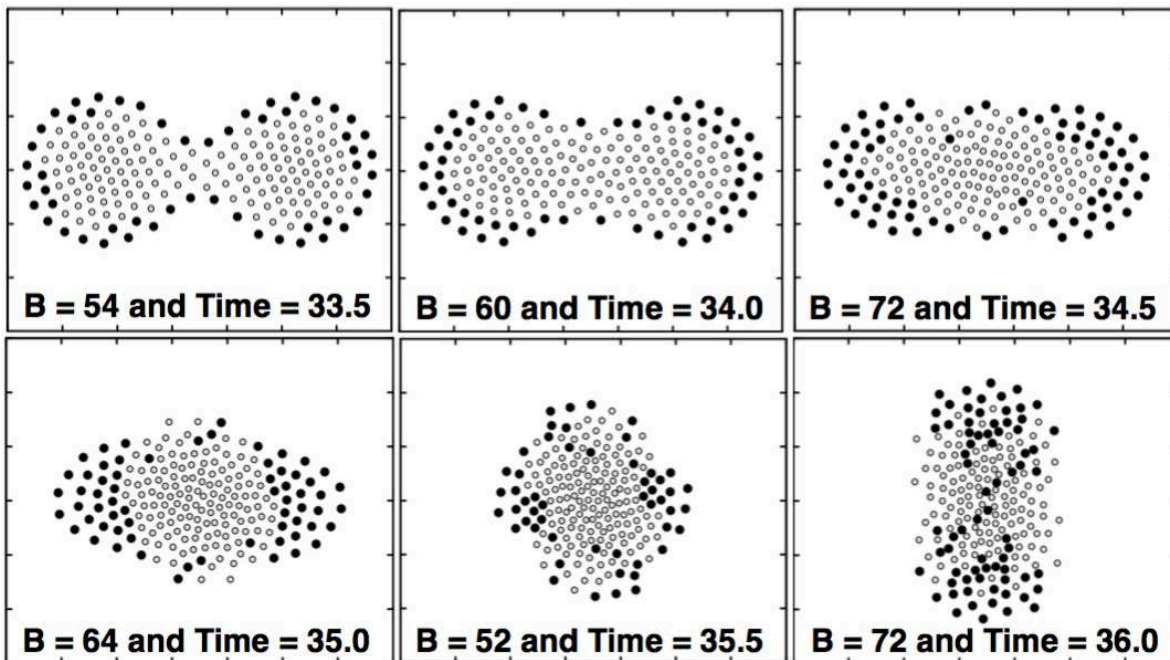 B = 54 and Time = 33.5
B = 60 and Time = 34.0
B = 72 and Time = 34.5
B = 64 and Time = 35.0
B = 52 and Time = 35.5
B = 72 and Time = 36.0